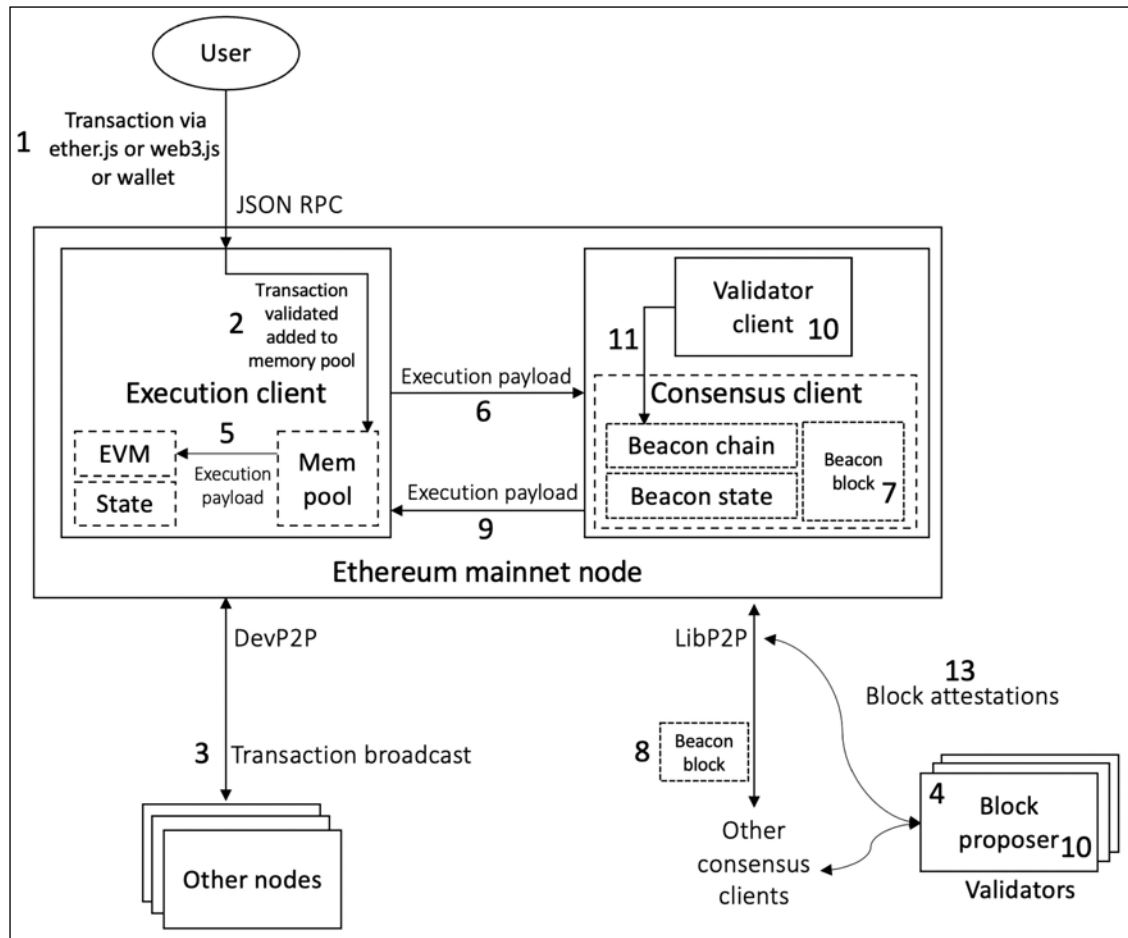 User
1
Transaction via
ether.js or web3.js
or wallet
JSON RPC
2
Transaction
validated
added to
memory pool
Execution client
5
EVM
Execution
payload
State
Mem
pool
Execution payload
6
Execution payload
9
Validator
client 10
11
Consensus client
Beacon chain
Beacon state
Beacon
block 7
Ethereum mainnet node
DevP2P
3 Transaction broadcast
Other nodes
LibP2P
8
Beacon
block
Other
consensus
clients
13
Block attestations
4
Block
proposer 10
Validators